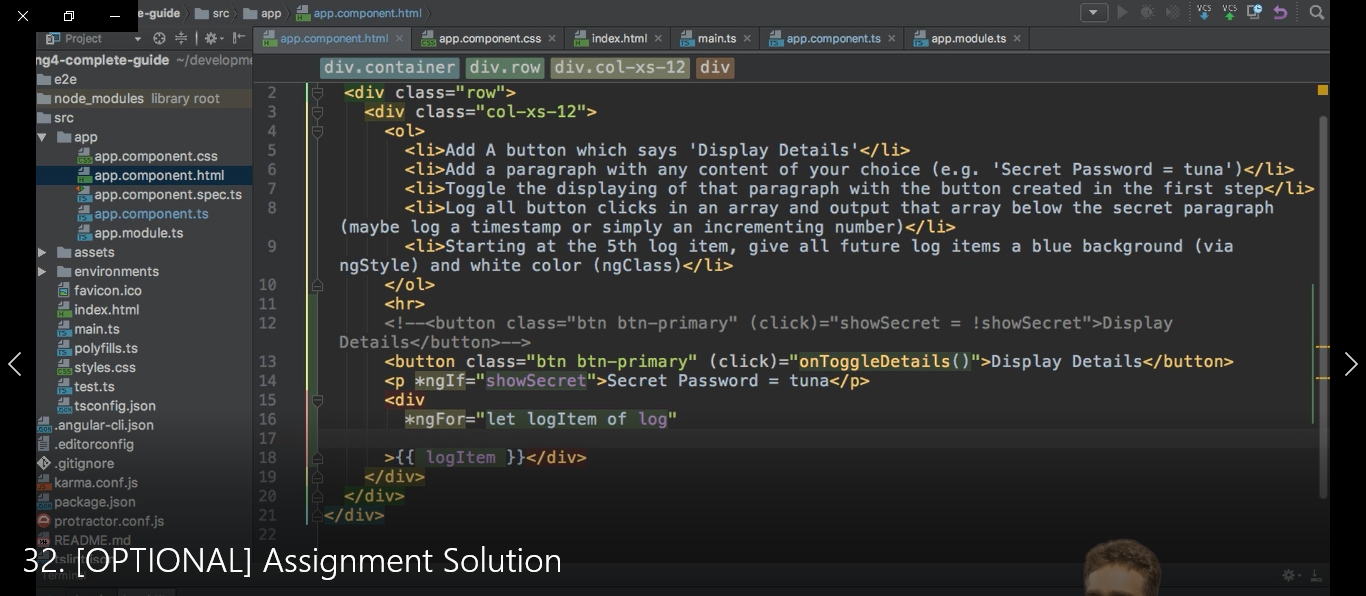 e-guide src app app.component.html
VCS VCS
Project
app.component.html app.component.css index.html main.ts app.component.ts app.module.ts
ng4-complete-guide ~/developme
e2e
node_modules library root
src
app
app.component.css
app.component.html
app.component.spec.ts
app.component.ts
app.module.ts
assets
environments
favicon.ico
index.html
main.ts
polyfills.ts
styles.css
test.ts
tsconfig.json
.angular-cli.json
.editorconfig
.gitignore
karma.conf.js
package.json
protractor.conf.js
README.md
tslint.json
Termin
div.container div.row div.col-xs-12 div
2 <div class="row">
3 <div class="col-xs-12">
4 <ol>
5 <li>Add A button which says 'Display Details'</li>
6 <li>Add a paragraph with any content of your choice (e.g. 'Secret Password = tuna')</li>
7 <li>Toggle the displaying of that paragraph with the button created in the first step</li>
8 <li>Log all button clicks in an array and output that array below the secret paragraph
(maybe log a timestamp or simply an incrementing number)</li>
9 <li>Starting at the 5th log item, give all future log items a blue background (via
ngStyle) and white color (ngClass)</li>
10 </ol>
11 <hr>
12 <!--<button class="btn btn-primary" (click)="showSecret = !showSecret">Display
Details</button>-->
13 <button class="btn btn-primary" (click)="onToggleDetails()">Display Details</button>
14 <p *ngIf="showSecret">Secret Password = tuna</p>
15 <div
16 *ngFor="let logItem of log"
17
18 >{{ logItem }}</div>
19 </div>
20 </div>
21 </div>
22
32. [OPTIONAL] Assignment Solution